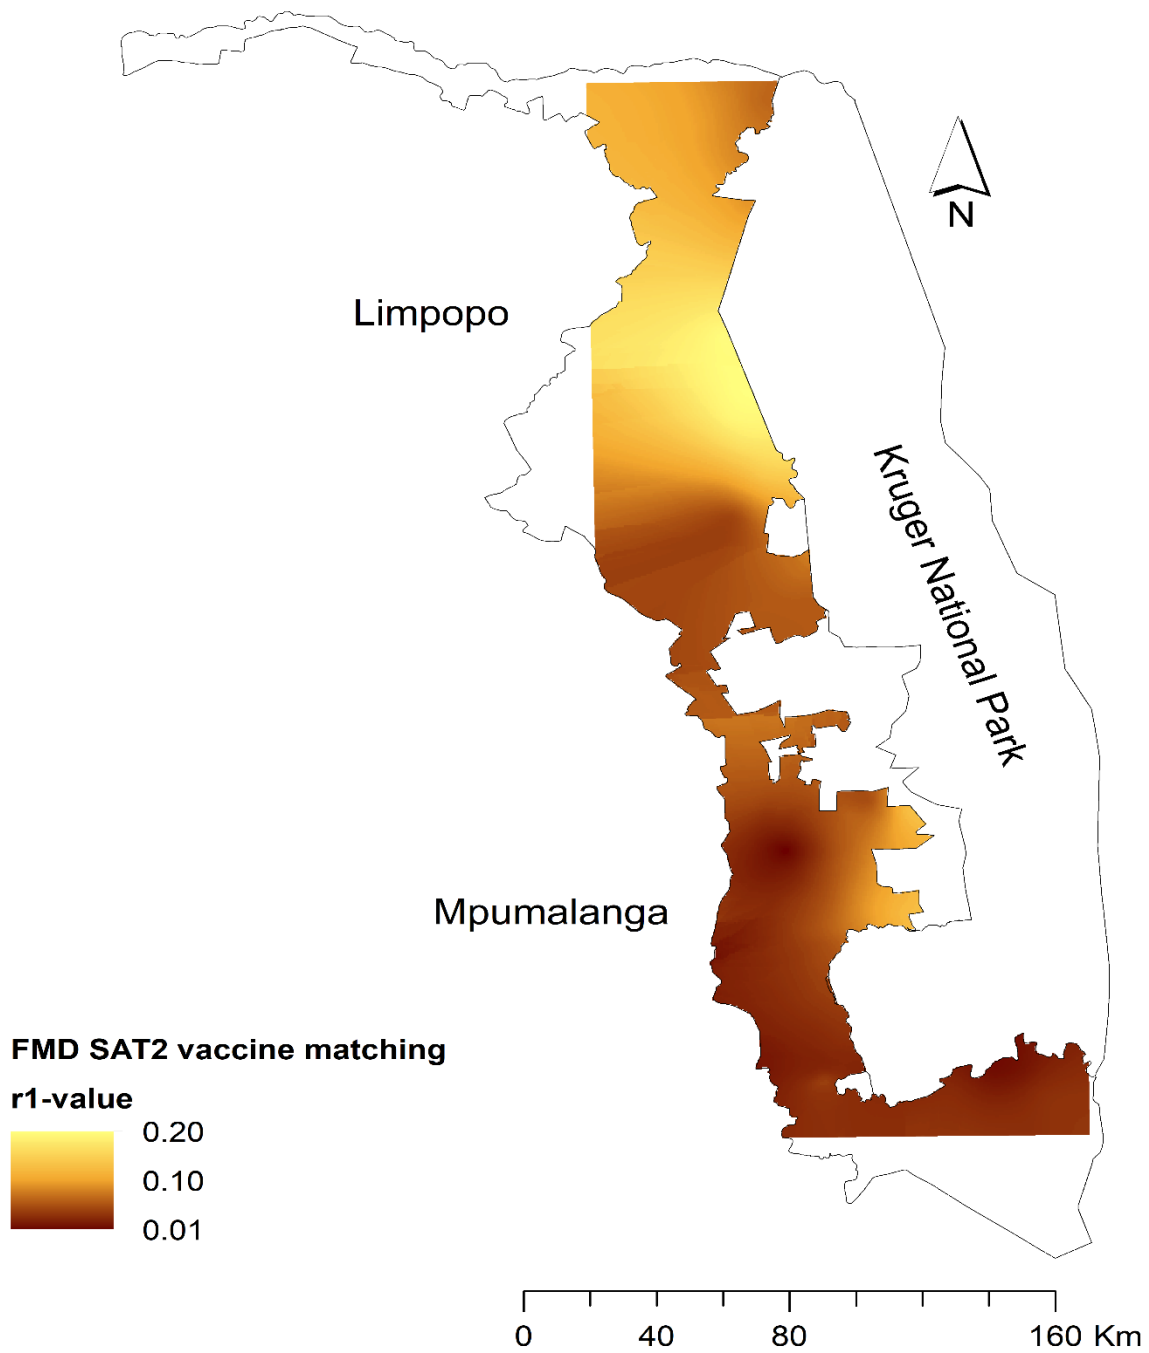 N
Limpopo
Kruger National Park
Mpumalanga
FMD SAT2 vaccine matching
r1-value
0.20
0.10
0.01
0 40 80 160 Km